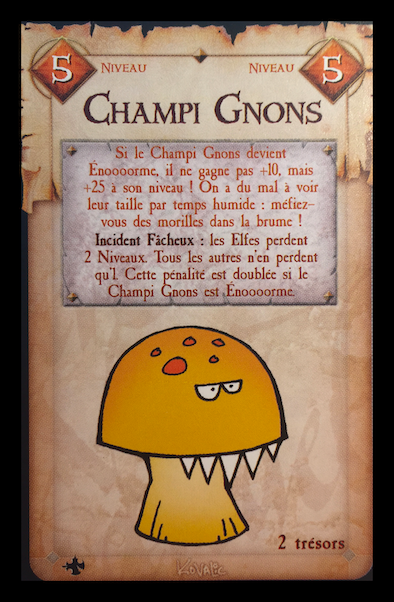 5 Niveau Niveau 5
Champi Gnons
Si le Champi Gnons devient
Énoooorme, il ne gagne pas +10, mais
+25 à son niveau ! On a du mal à voir
leur taille par temps humide : méfiez-
vous des morilles dans la brume !
Incident Fâcheux : les Elfes perdent
2 Niveaux. Tous les autres n'en perdent
qu'1. Cette pénalité est doublée si le
Champi Gnons est Énoooorme.
2 trésors
Kovalic